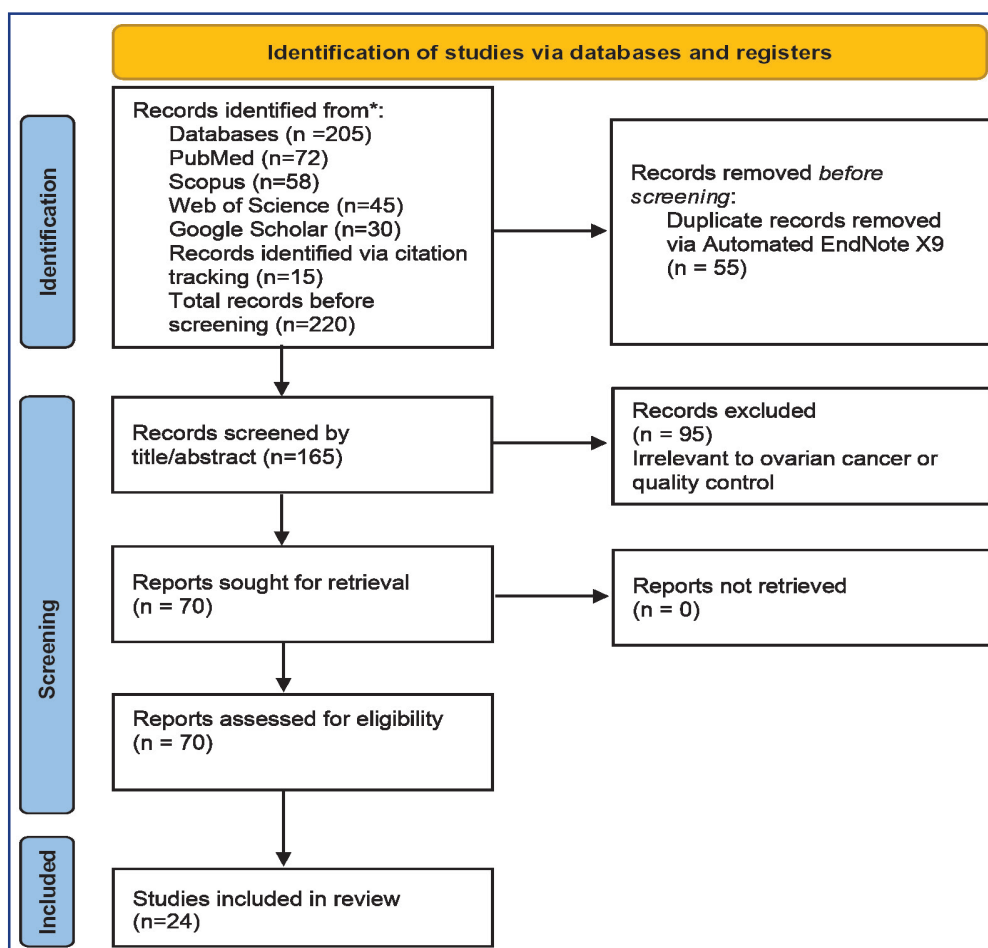 Identification of studies via databases and registers
Identification
Records identified from*:
Databases (n =205)
PubMed (n=72)
Scopus (n=58)
Web of Science (n=45)
Google Scholar (n=30)
Records identified via citation
tracking (n=15)
Total records before
screening (n=220)
Records removed before
screening:
Duplicate records removed
via Automated EndNote X9
(n = 55)
Screening
Records screened by
title/abstract (n=165)
Records excluded
(n = 95)
Irrelevant to ovarian cancer or
quality control
Reports sought for retrieval
(n = 70)
Reports not retrieved
(n = 0)
Reports assessed for eligibility
(n = 70)
Included
Studies included in review
(n=24)